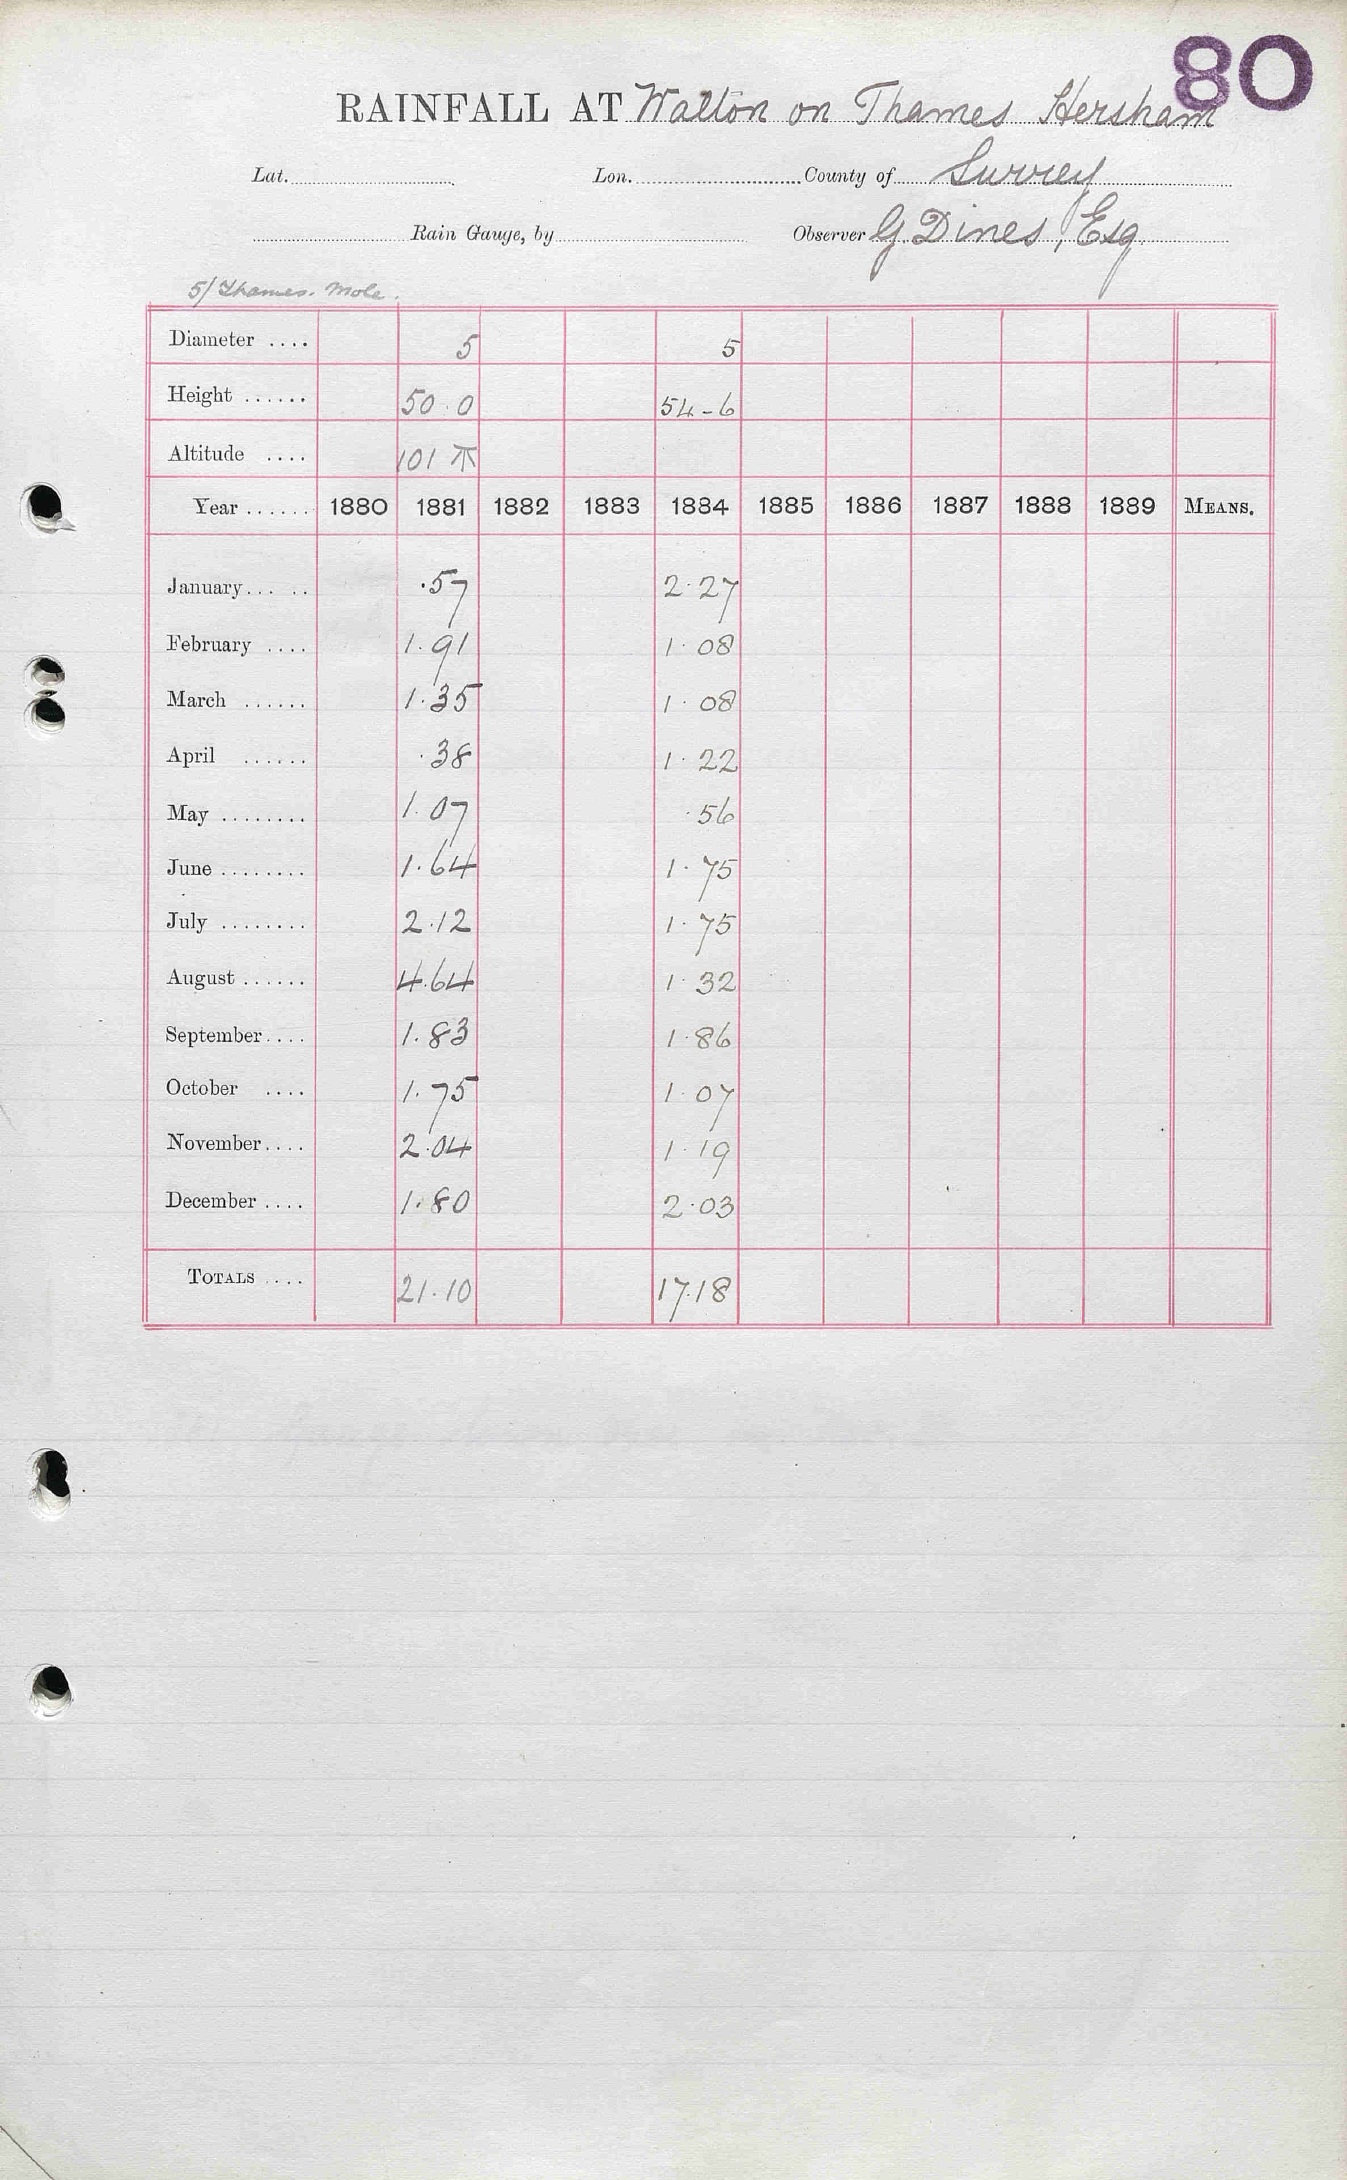 80
RAINFALL AT Walton on Thames Hersham
Lat. Lon. County of Surrey
Rain Gauge, by Observer G. Dines, Esq.
5/ Thames. Mole.
Diameter .... 5 5
Height ...... 50.0 54-6
Altitude .... 101
Year ...... 1880 1881 1882 1883 1884 1885 1886 1887 1888 1889 MEANS.
January ..... .57 2.27
February .... 1.91 1.08
March ...... 1.35 1.08
April ...... .38 1.22
May ........ 1.07 .56
June ........ 1.64 1.75
July ........ 2.12 1.75
August ...... 4.64 1.32
September .... 1.83 1.86
October .... 1.75 1.07
November .... 2.04 1.19
December .... 1.80 2.03
TOTALS .... 21.10 17.18